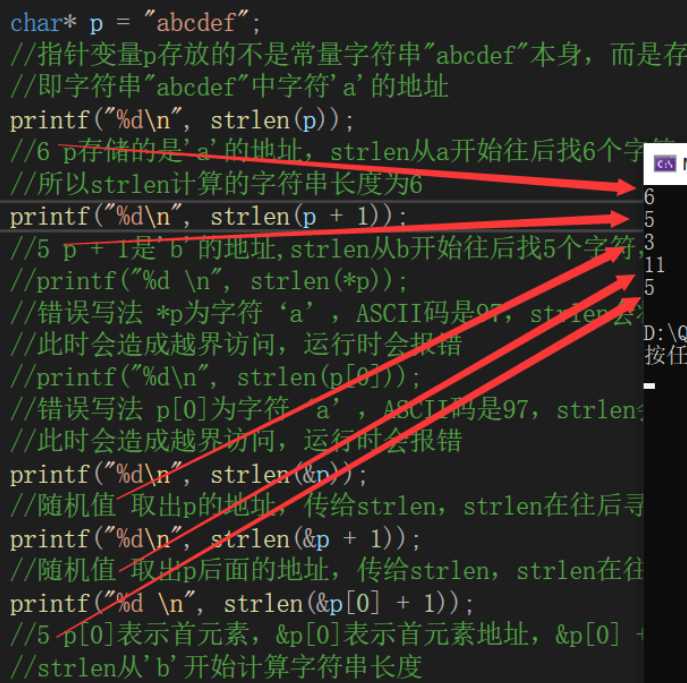 char* p = "abcdef";
//指针变量p存放的不是常量字符串"abcdef"本身，而是存
//即字符串"abcdef"中字符'a'的地址
printf("%d\n", strlen(p));
//6 p存储的是'a'的地址，strlen从a开始往后找6个字符
//所以strlen计算的字符串长度为6
printf("%d\n", strlen(p + 1));
//5 p + 1是'b'的地址,strlen从b开始往后找5个字符,
//printf("%d \n", strlen(*p));
//错误写法 *p为字符‘a’，ASCII码是97，strlen会
//此时会造成越界访问，运行时会报错
//printf("%d\n", strlen(p[0]));
//错误写法 p[0]为字符‘a’，ASCII码是97，strlen
//此时会造成越界访问，运行时会报错
printf("%d\n", strlen(&p));
//随机值 取出p的地址，传给strlen，strlen在往后寻
printf("%d\n", strlen(&p + 1));
//随机值 取出p后面的地址，传给strlen，strlen在往
printf("%d \n", strlen(&p[0] + 1));
//5 p[0]表示首元素，&p[0]表示首元素地址，&p[0] +
//strlen从'b'开始计算字符串长度
C:\
6
5
3
11
5
D:\Q
按任